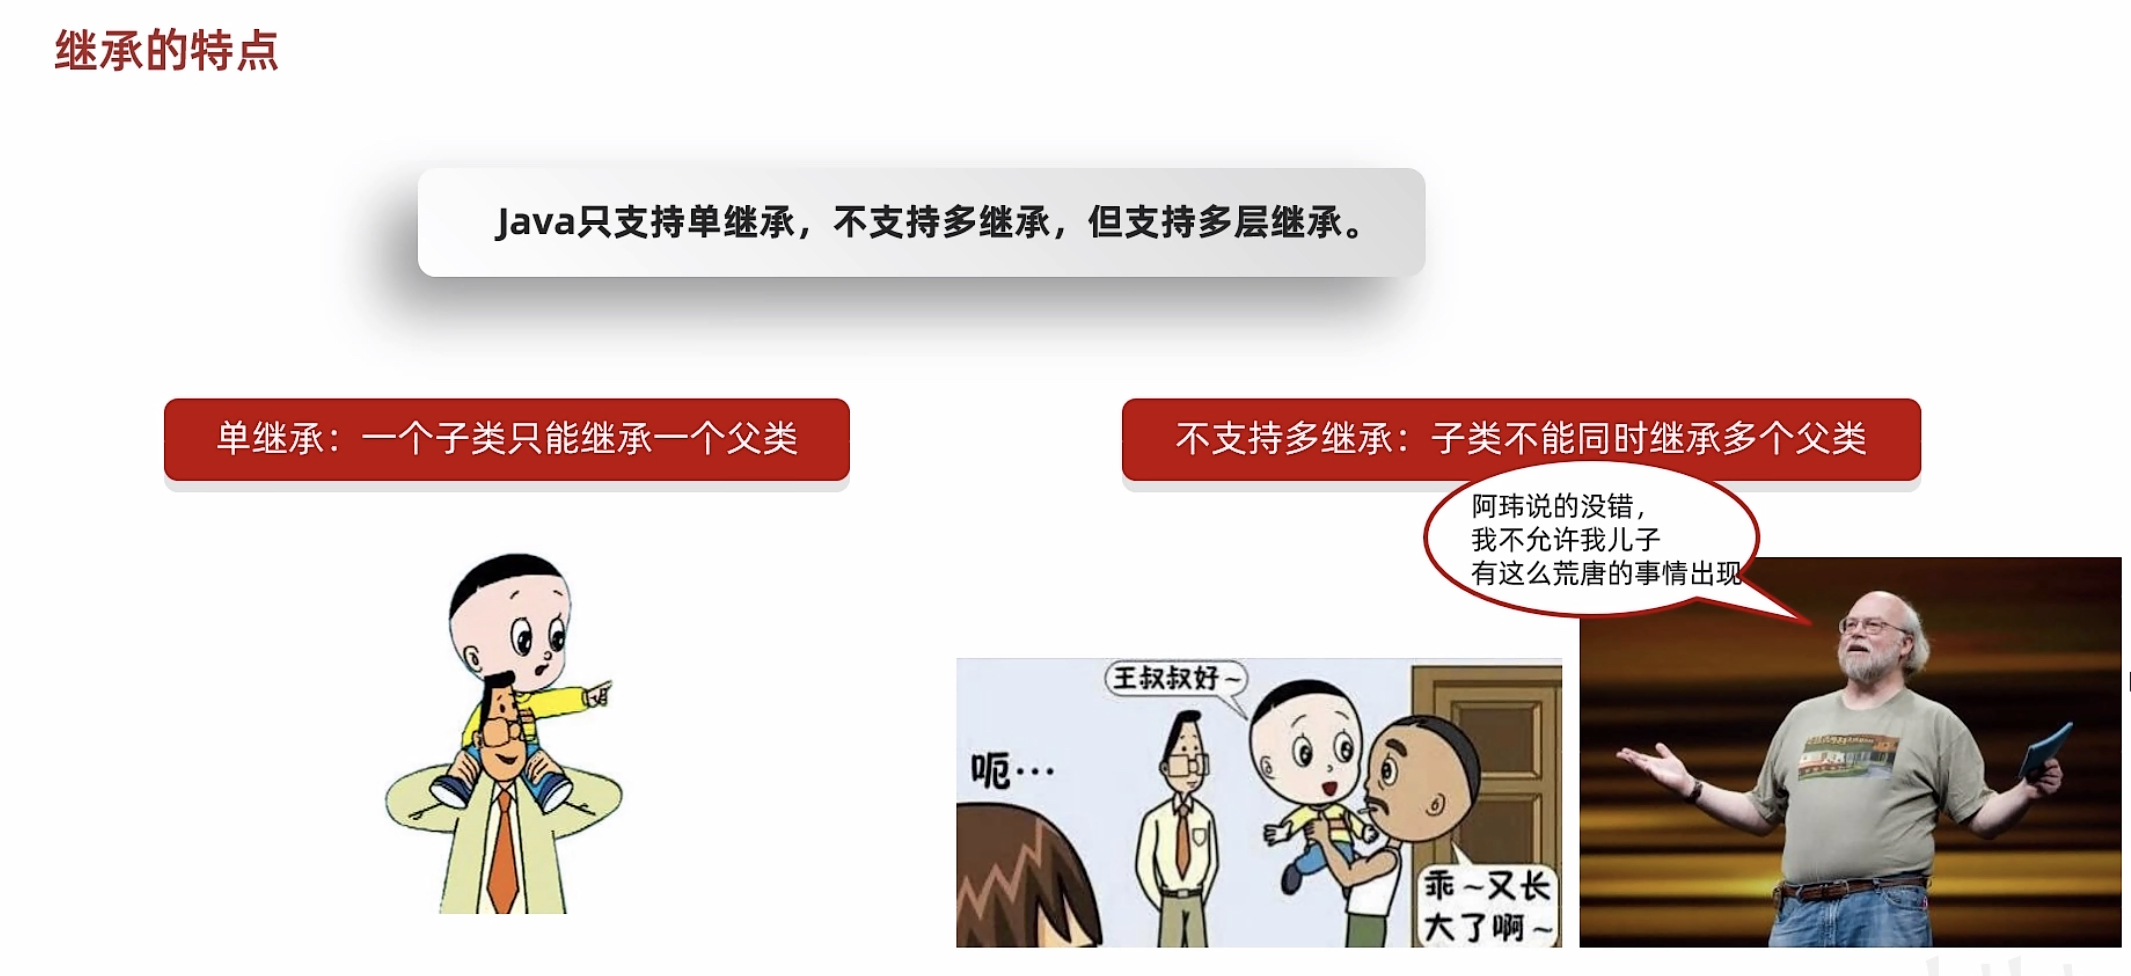 继承的特点
Java只支持单继承，不支持多继承，但支持多层继承。
单继承：一个子类只能继承一个父类
不支持多继承：子类不能同时继承多个父类
阿玮说的没错，
我不允许我儿子
有这么荒唐的事情出现
王叔叔好~
呃…
乖~又长
大了啊~